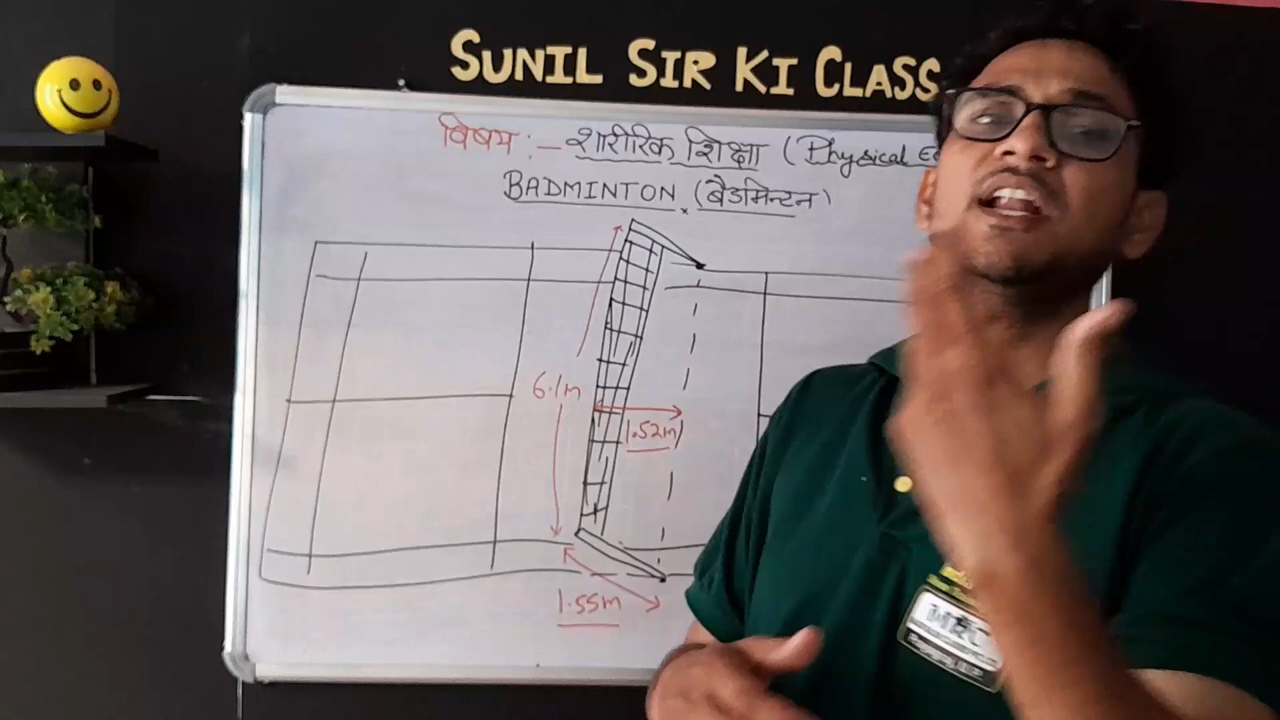 SUNIL SIR KI CLASS
विषय :- शारीरिक शिक्षा (Physical
BADMINTON (बैडमिन्टन)
6.1m
1.52m
1.55m